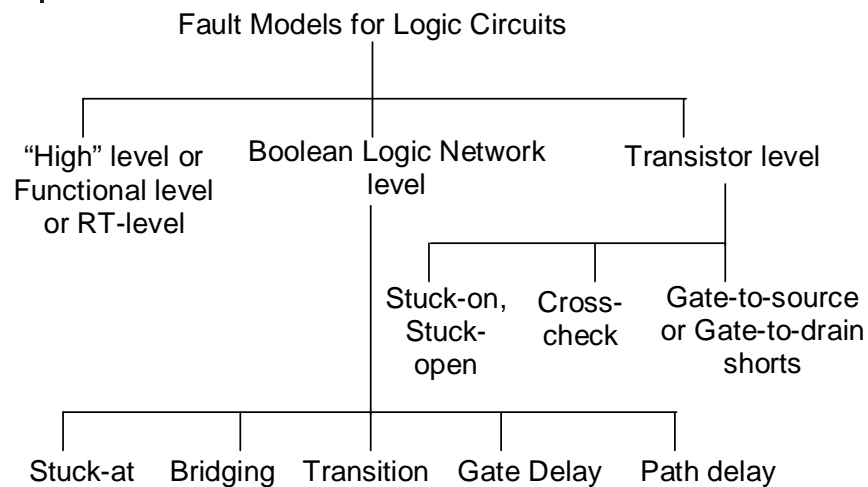 Fault Models for Logic Circuits
“High” level or
Functional level
or RT-level
Boolean Logic Network
level
Transistor level
Stuck-on,
Stuck-
open
Cross-
check
Gate-to-source
or Gate-to-drain
shorts
Stuck-at
Bridging
Transition
Gate Delay
Path delay